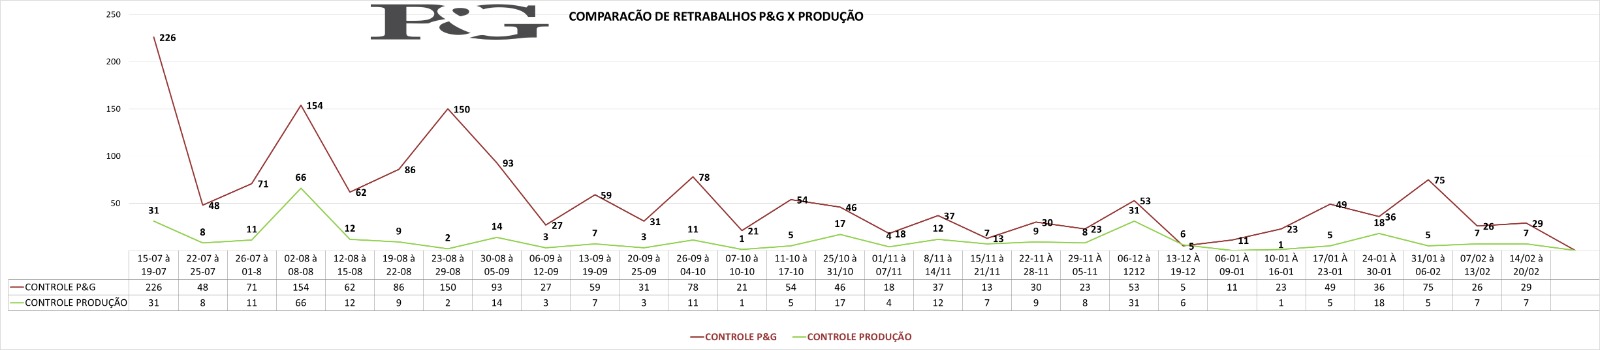 P&G
COMPARACÃO DE RETRABALHOS P&G X PRODUÇÃO
250
200
150
100
50
226 48 71 154 62 86 150 93 27 59 31 78 21 54 46 18 37 13 30 23 53 5 11 23 49 36 75 26 29
31 8 11 66 12 9 2 14 3 7 3 11 1 5 17 4 12 7 9 8 31 6 1 5 18 5 7 7
15-07 à 22-07 à 26-07 à 02-08 à 12-08 à 19-08 à 23-08 à 30-08 à 06-09 à 13-09 à 20-09 à 26-09 à 07-10 à 11-10 à 25/10 à 01/11 à 8/11 à 15/11 à 22-11 À 29-11 À 06-12 à 13-12 À 06-01 À 10-01 À 17/01 À 24-01 À 31/01 à 07/02 à 14/02 à
19-07 25-07 01-8 08-08 15-08 22-08 29-08 05-09 12-09 19-07 25-09 04-10 10-10 17-10 31/10 07/11 14/11 21/11 28-11 05-11 1212 19-12 09-01 16-01 23-01 30-01 06-02 13/02 20/02
CONTROLE P&G 226 48 71 154 62 86 150 93 27 59 31 78 21 54 46 18 37 13 30 23 53 5 11 23 49 36 75 26 29
CONTROLE PRODUÇÃO 31 8 11 66 12 9 2 14 3 7 3 11 1 5 17 4 12 7 9 8 31 6 1 5 18 5 7 7
CONTROLE P&G CONTROLE PRODUÇÃO